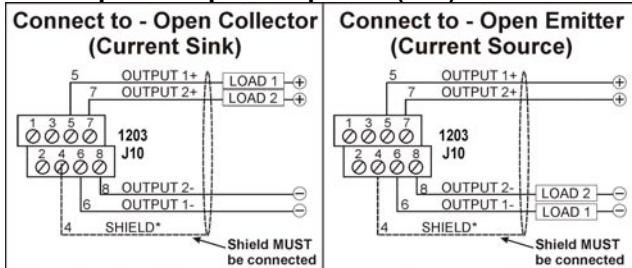 Connect to - Open Collector
(Current Sink)
5 OUTPUT 1+ LOAD 1 +
7 OUTPUT 2+ LOAD 2 +
1 3 5 7
1203
J10
2 4 6 8
8 OUTPUT 2- -
6 OUTPUT 1- -
4 SHIELD*
Shield MUST
be connected
Connect to - Open Emitter
(Current Source)
5 OUTPUT 1+ +
7 OUTPUT 2+ +
1 3 5 7
1203
J10
2 4 6 8
8 OUTPUT 2- LOAD 2 -
6 OUTPUT 1- LOAD 1 -
4 SHIELD*
Shield MUST
be connected